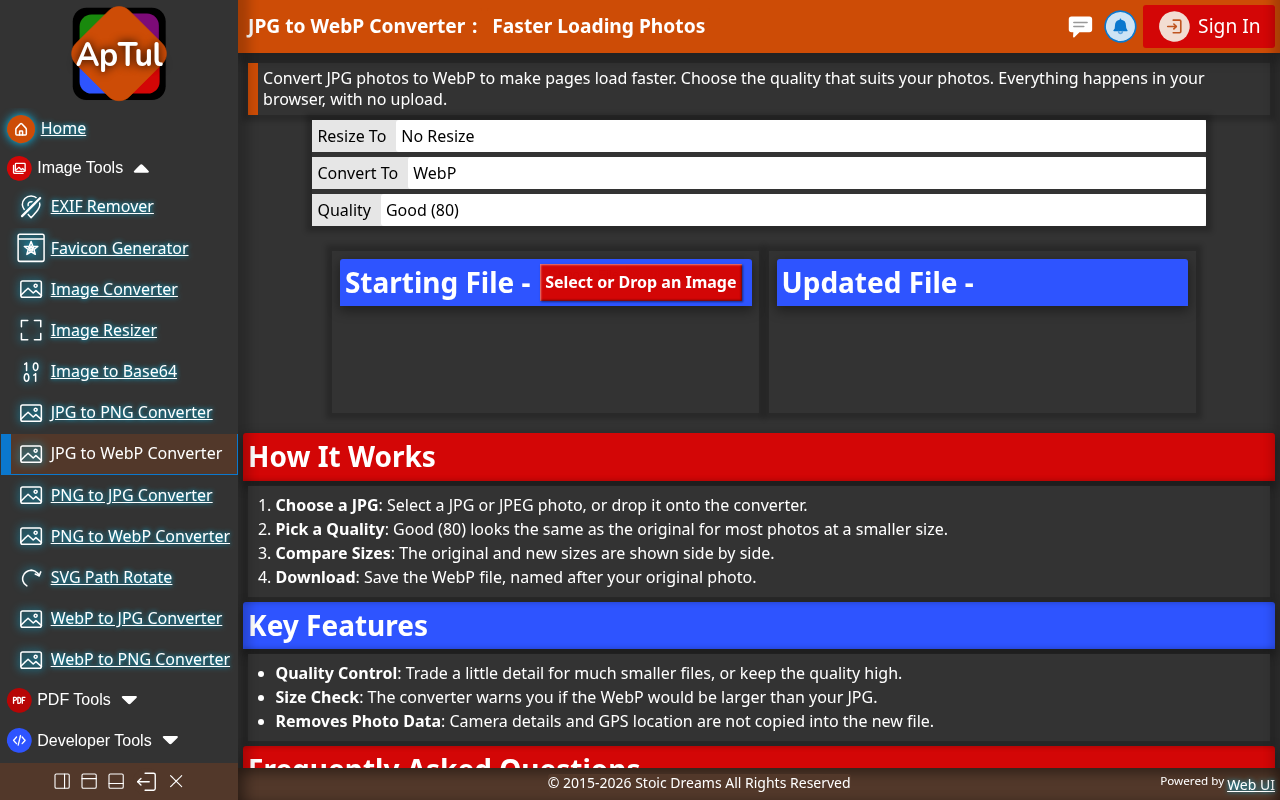 ApTul
Home
Image Tools
EXIF Remover
Favicon Generator
Image Converter
Image Resizer
Image to Base64
JPG to PNG Converter
JPG to WebP Converter
PNG to JPG Converter
PNG to WebP Converter
SVG Path Rotate
WebP to JPG Converter
WebP to PNG Converter
PDF
PDF Tools
Developer Tools
JPG to WebP Converter : Faster Loading Photos
Sign In
Convert JPG photos to WebP to make pages load faster. Choose the quality that suits your photos. Everything happens in your
browser, with no upload.
Resize To No Resize
Convert To WebP
Quality Good (80)
Starting File - Select or Drop an Image
Updated File -
How It Works
1. Choose a JPG: Select a JPG or JPEG photo, or drop it onto the converter.
2. Pick a Quality: Good (80) looks the same as the original for most photos at a smaller size.
3. Compare Sizes: The original and new sizes are shown side by side.
4. Download: Save the WebP file, named after your original photo.
Key Features
• Quality Control: Trade a little detail for much smaller files, or keep the quality high.
• Size Check: The converter warns you if the WebP would be larger than your JPG.
• Removes Photo Data: Camera details and GPS location are not copied into the new file.
Frequently Asked Questions
© 2015-2026 Stoic Dreams All Rights Reserved
Powered by Web UI